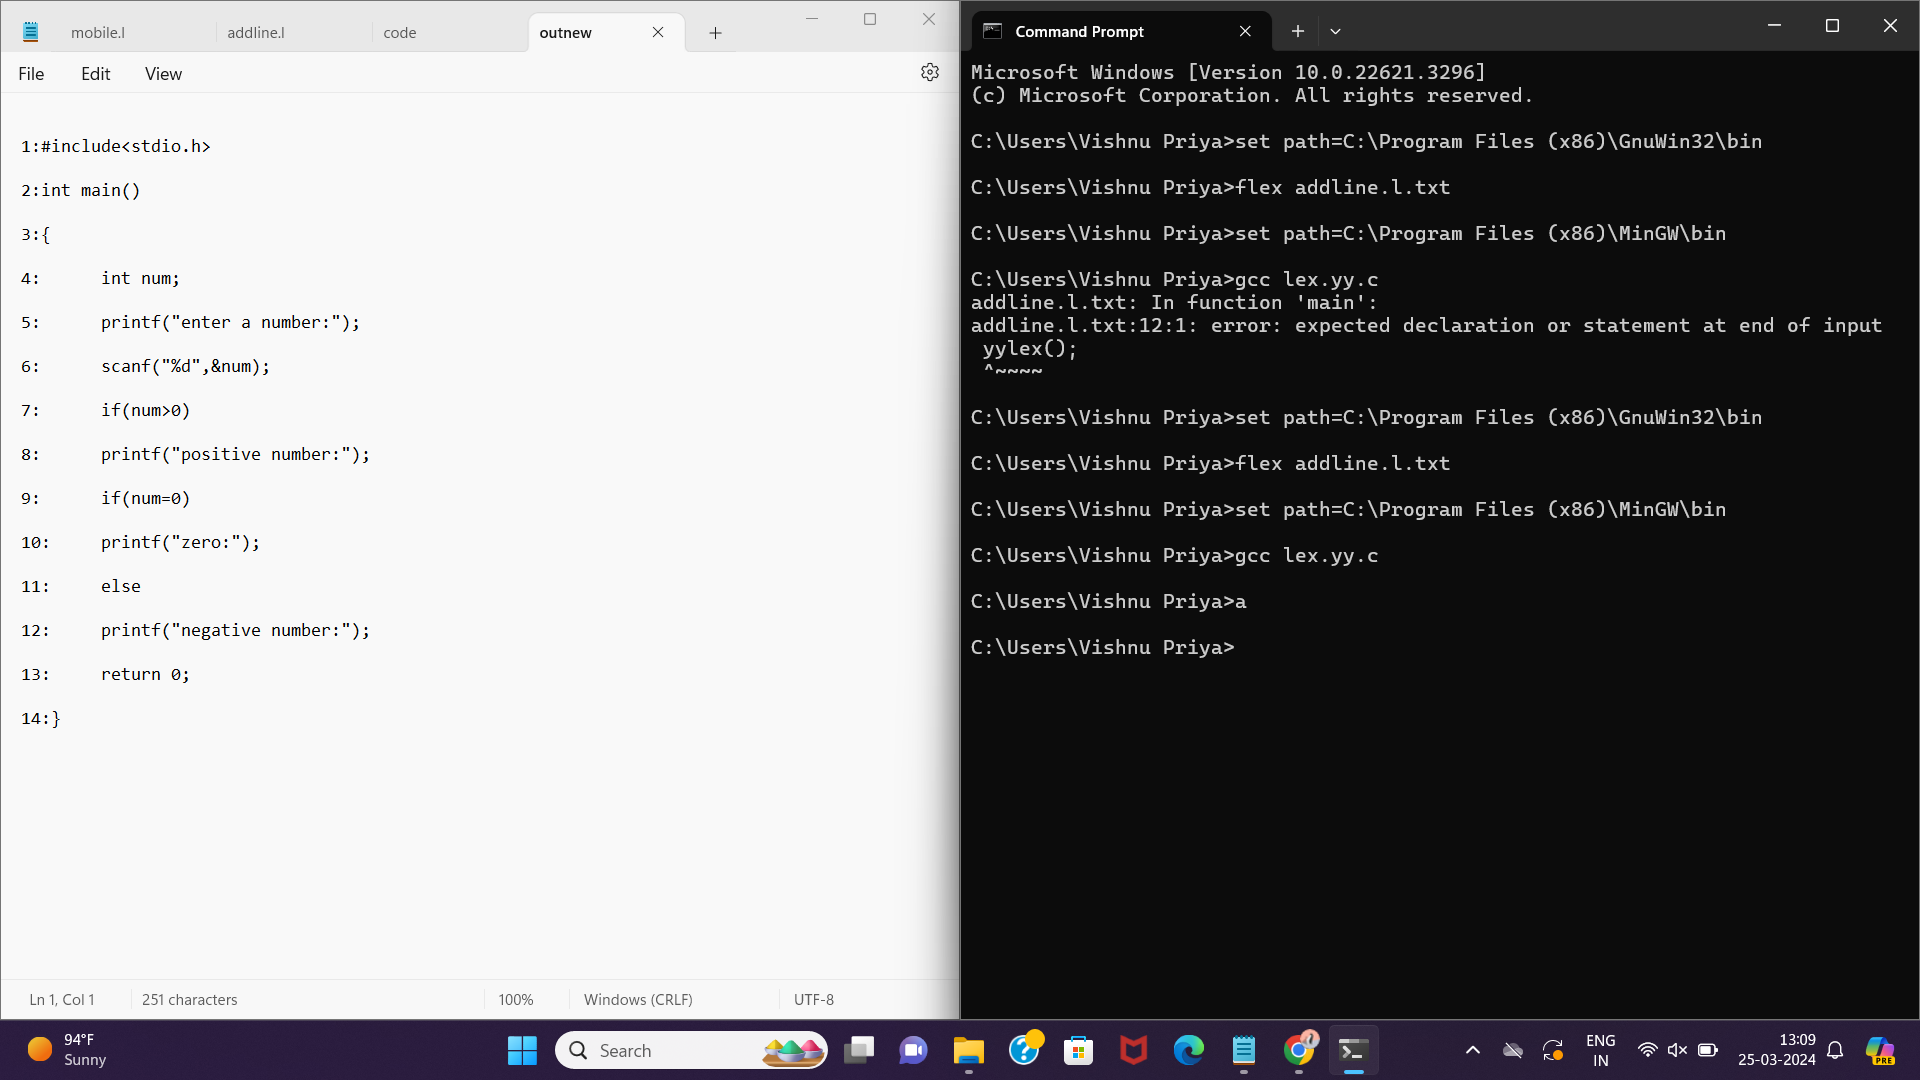 mobile.l
addline.l
code
outnew
File
Edit
View
1:#include<stdio.h>
2:int main()
3:{
4:      int num;
5:      printf("enter a number:");
6:      scanf("%d",&num);
7:      if(num>0)
8:      printf("positive number:");
9:      if(num=0)
10:     printf("zero:");
11:     else
12:     printf("negative number:");
13:     return 0;
14:}
Ln 1, Col 1
251 characters
100%
Windows (CRLF)
UTF-8
Command Prompt
Microsoft Windows [Version 10.0.22621.3296]
(c) Microsoft Corporation. All rights reserved.
C:\Users\Vishnu Priya>set path=C:\Program Files (x86)\GnuWin32\bin
C:\Users\Vishnu Priya>flex addline.l.txt
C:\Users\Vishnu Priya>set path=C:\Program Files (x86)\MinGW\bin
C:\Users\Vishnu Priya>gcc lex.yy.c
addline.l.txt: In function 'main':
addline.l.txt:12:1: error: expected declaration or statement at end of input
 yylex();
 ^~~~~
C:\Users\Vishnu Priya>set path=C:\Program Files (x86)\GnuWin32\bin
C:\Users\Vishnu Priya>flex addline.l.txt
C:\Users\Vishnu Priya>set path=C:\Program Files (x86)\MinGW\bin
C:\Users\Vishnu Priya>gcc lex.yy.c
C:\Users\Vishnu Priya>a
C:\Users\Vishnu Priya>
94°F
Sunny
Search
ENG
IN
13:09
25-03-2024
PRE